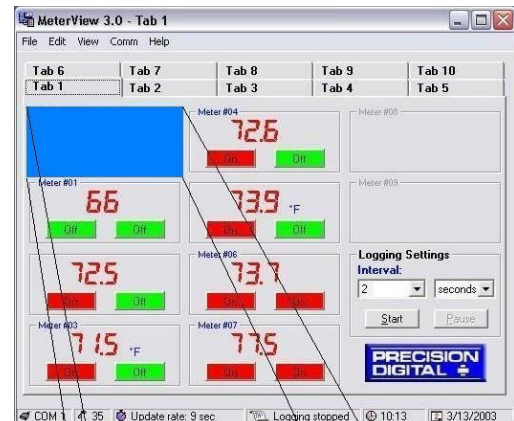 MeterView 3.0 - Tab 1
File Edit View Comm Help
Tab 6 Tab 7 Tab 8 Tab 9 Tab 10
Tab 1 Tab 2 Tab 3 Tab 4 Tab 5
Meter #04
72.6
On Off
Meter #08
Meter #01
66
Off Off
73.9 °F
On Off
Meter #09
72.5
On Off
Meter #06
73.7
On On
Logging Settings
Interval:
2 seconds
Start Pause
Meter #03
71.5 °F
On Off
Meter #07
77.5
On On
PRECISION
DIGITAL
COM 1 35 Update rate: 9 sec Logging stopped 10:13 3/13/2003